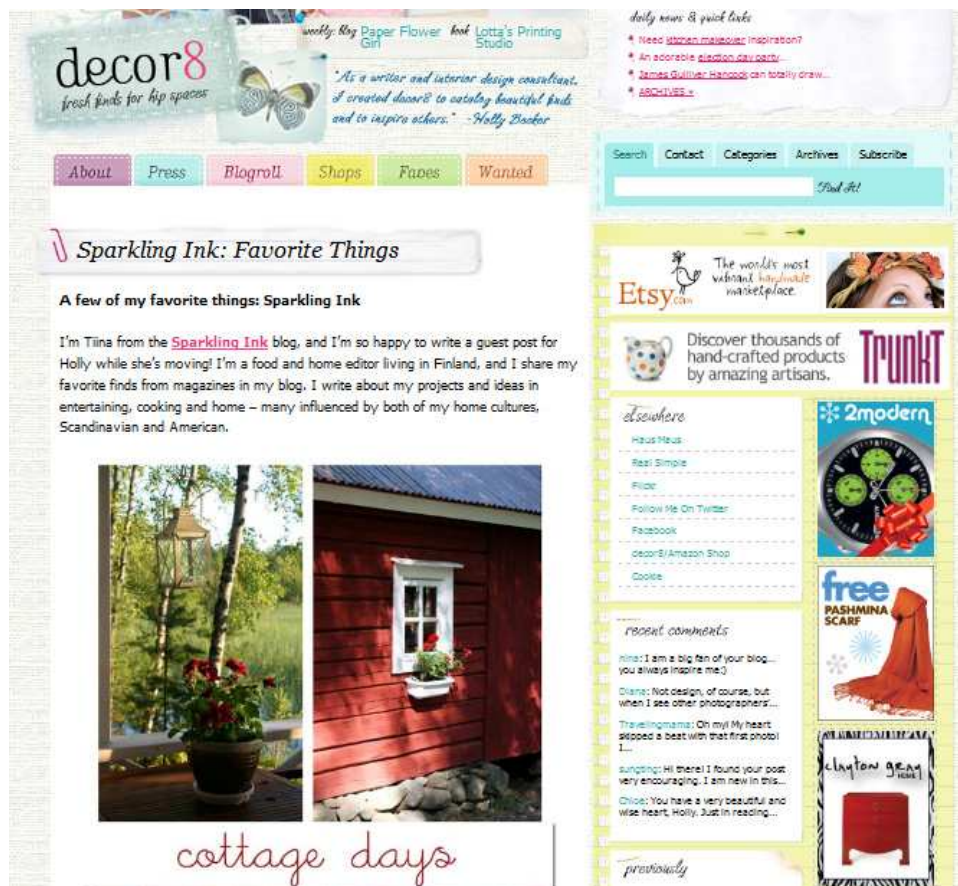 weekly: blog Paper Flower Girl book Lotta's Printing Studio
decor8
fresh finds for hip spaces
"As a writer and interior design consultant,
I created decor8 to catalog beautiful finds
and to inspire others." -Holly Becker
About Press Blogroll Shops Faves Wanted
Sparkling Ink: Favorite Things
A few of my favorite things: Sparkling Ink
I'm Tiina from the Sparkling Ink blog, and I'm so happy to write a guest post for
Holly while she's moving! I'm a food and home editor living in Finland, and I share my
favorite finds from magazines in my blog. I write about my projects and ideas in
entertaining, cooking and home – many influenced by both of my home cultures,
Scandinavian and American.
cottage days
daily news & quick links
Need kitchen makeover inspiration?
An adorable election day party...
James Gulliver Hancock can totally draw...
ARCHIVES »
Search Contact Categories Archives Subscribe
Find It!
Etsy.com
The world's most
vibrant handmade
marketplace.
Discover thousands of
hand-crafted products
by amazing artisans.
TRUNKT
elsewhere
Haus Maus
Real Simple
Flickr
Follow Me On Twitter
Facebook
decor8/Amazon Shop
Cookie
2modern
free
PASHMINA
SCARF
recent comments
nina: I am a big fan of your blog...
you always inspire me:)
Diana: Not design, of course, but
when I see other photographers'...
Travelingmama: Oh my! My heart
skipped a beat with that first photo!
I...
sungting: Hi there! I found your post
very encouraging. I am new in this...
Chloe: You have a very beautiful and
wise heart, Holly. Just in reading...
clayton gray
HOME
previously